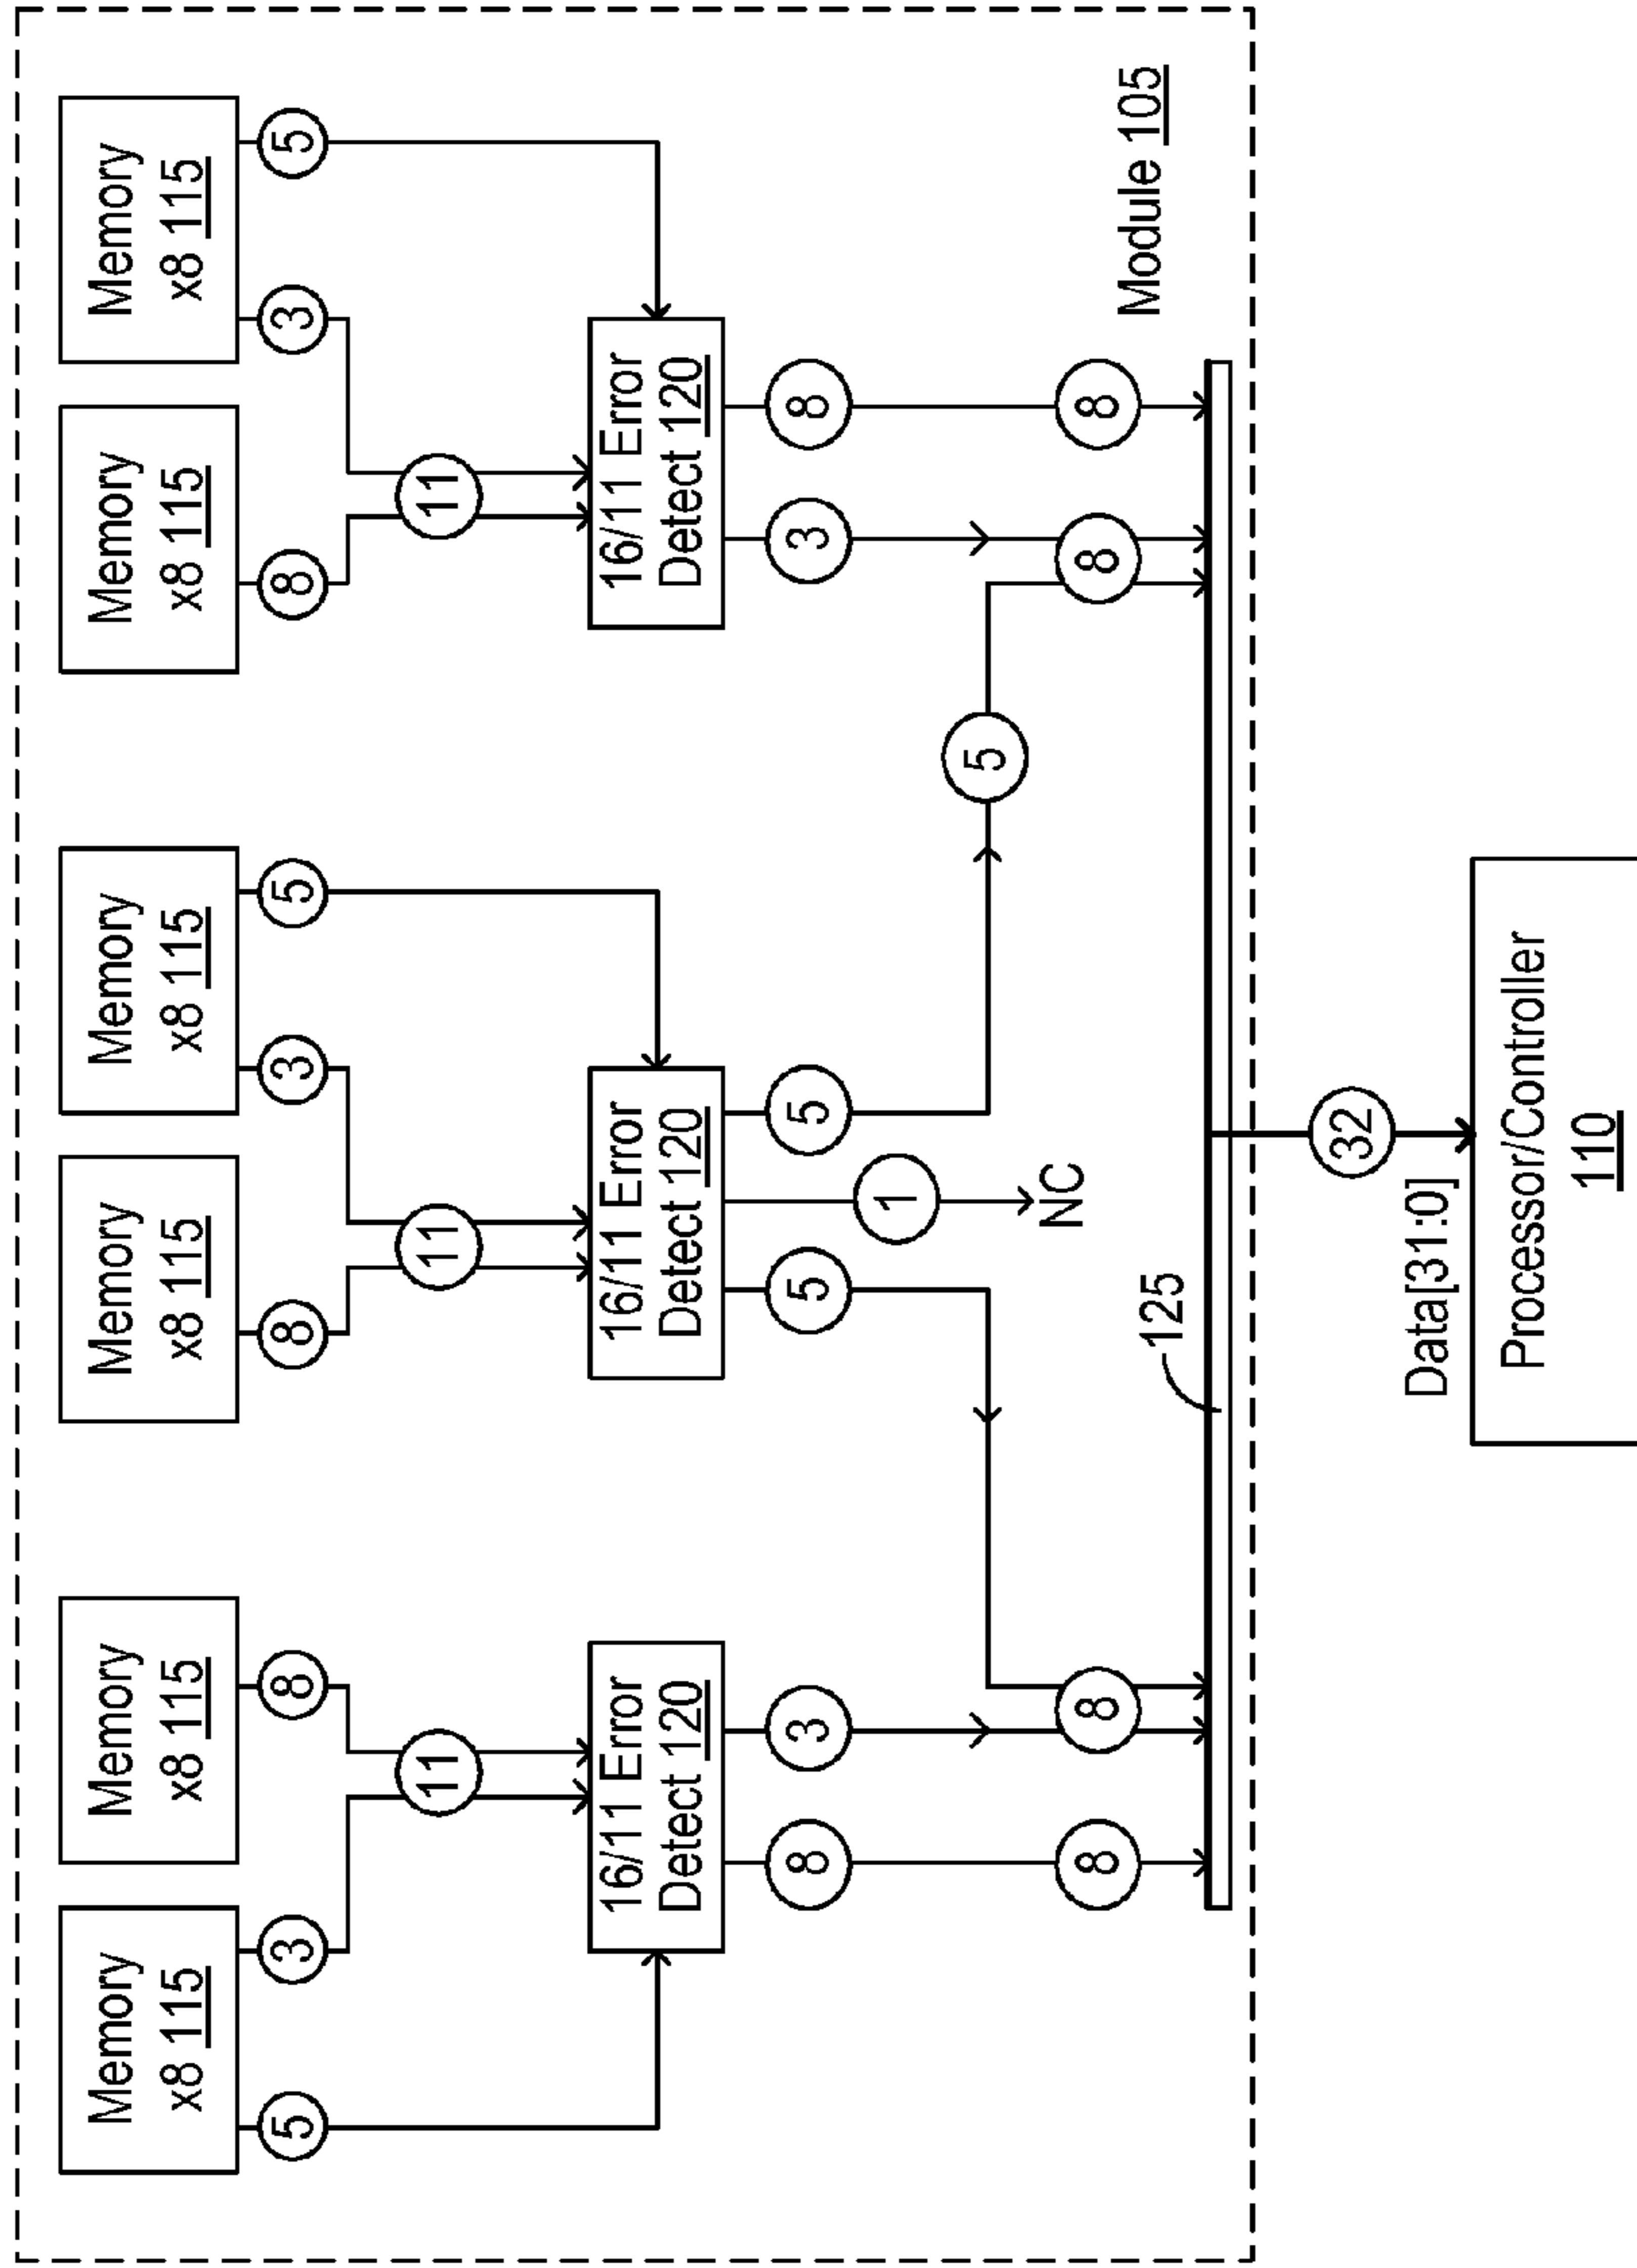 Memory
x8 115
Memory
x8 115
Memory
x8 115
Memory
x8 115
Memory
x8 115
Memory
x8 115
5
3
8
8
3
5
8
3
5
11
11
11
16/11 Error
Detect 120
16/11 Error
Detect 120
16/11 Error
Detect 120
8
3
5
5
3
8
1
5
NC
8
8
8
8
Module 105
125
32
Data[31:0]
Processor/Controller
110